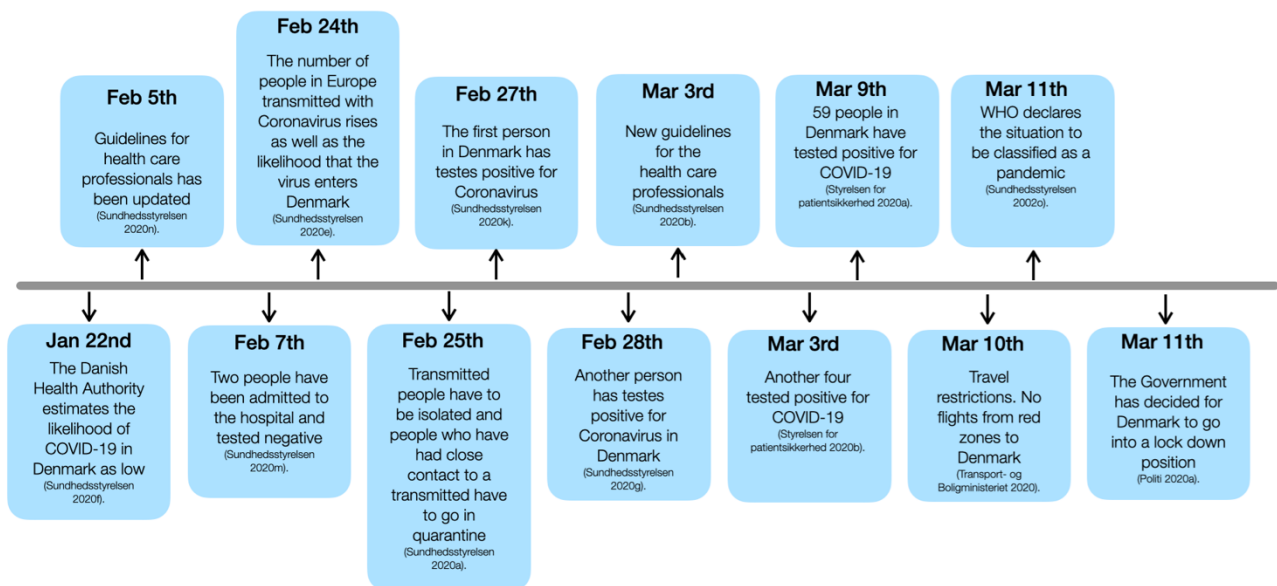 Feb 5th
Guidelines for
health care
professionals has
been updated
(Sundhedsstyrelsen
2020n).
Feb 24th
The number of
people in Europe
transmitted with
Coronavirus rises
as well as the
likelihood that the
virus enters
Denmark
(Sundhedsstyrelsen
2020e).
Feb 27th
The first person
in Denmark has
testes positive for
Coronavirus
(Sundhedsstyrelsen
2020k).
Mar 3rd
New guidelines
for the
health care
professionals
(Sundhedsstyrelsen
2020b).
Mar 9th
59 people in
Denmark have
tested positive for
COVID-19
(Styrelsen for
patientsikkerhed 2020a).
Mar 11th
WHO declares
the situation to
be classified as a
pandemic
(Sundhedsstyrelsen
2002o).
Jan 22nd
The Danish
Health Authority
estimates the
likelihood of
COVID-19 in
Denmark as low
(Sundhedsstyrelsen
2020f).
Feb 7th
Two people have
been admitted to
the hospital and
tested negative
(Sundhedsstyrelsen
2020m).
Feb 25th
Transmitted
people have to
be isolated and
people who have
had close
contact to a
transmitted have
to go in
quarantine
(Sundhedsstyrelsen
2020a).
Feb 28th
Another person
has testes
positive for
Coronavirus in
Denmark
(Sundhedsstyrelsen
2020g).
Mar 3rd
Another four
tested positive for
COVID-19
(Styrelsen for
patientsikkerhed 2020b).
Mar 10th
Travel
restrictions. No
flights from red
zones to
Denmark
(Transport- og
Boligministeriet 2020).
Mar 11th
The Government
has decided for
Denmark to go
into a lock down
position
(Politi 2020a).